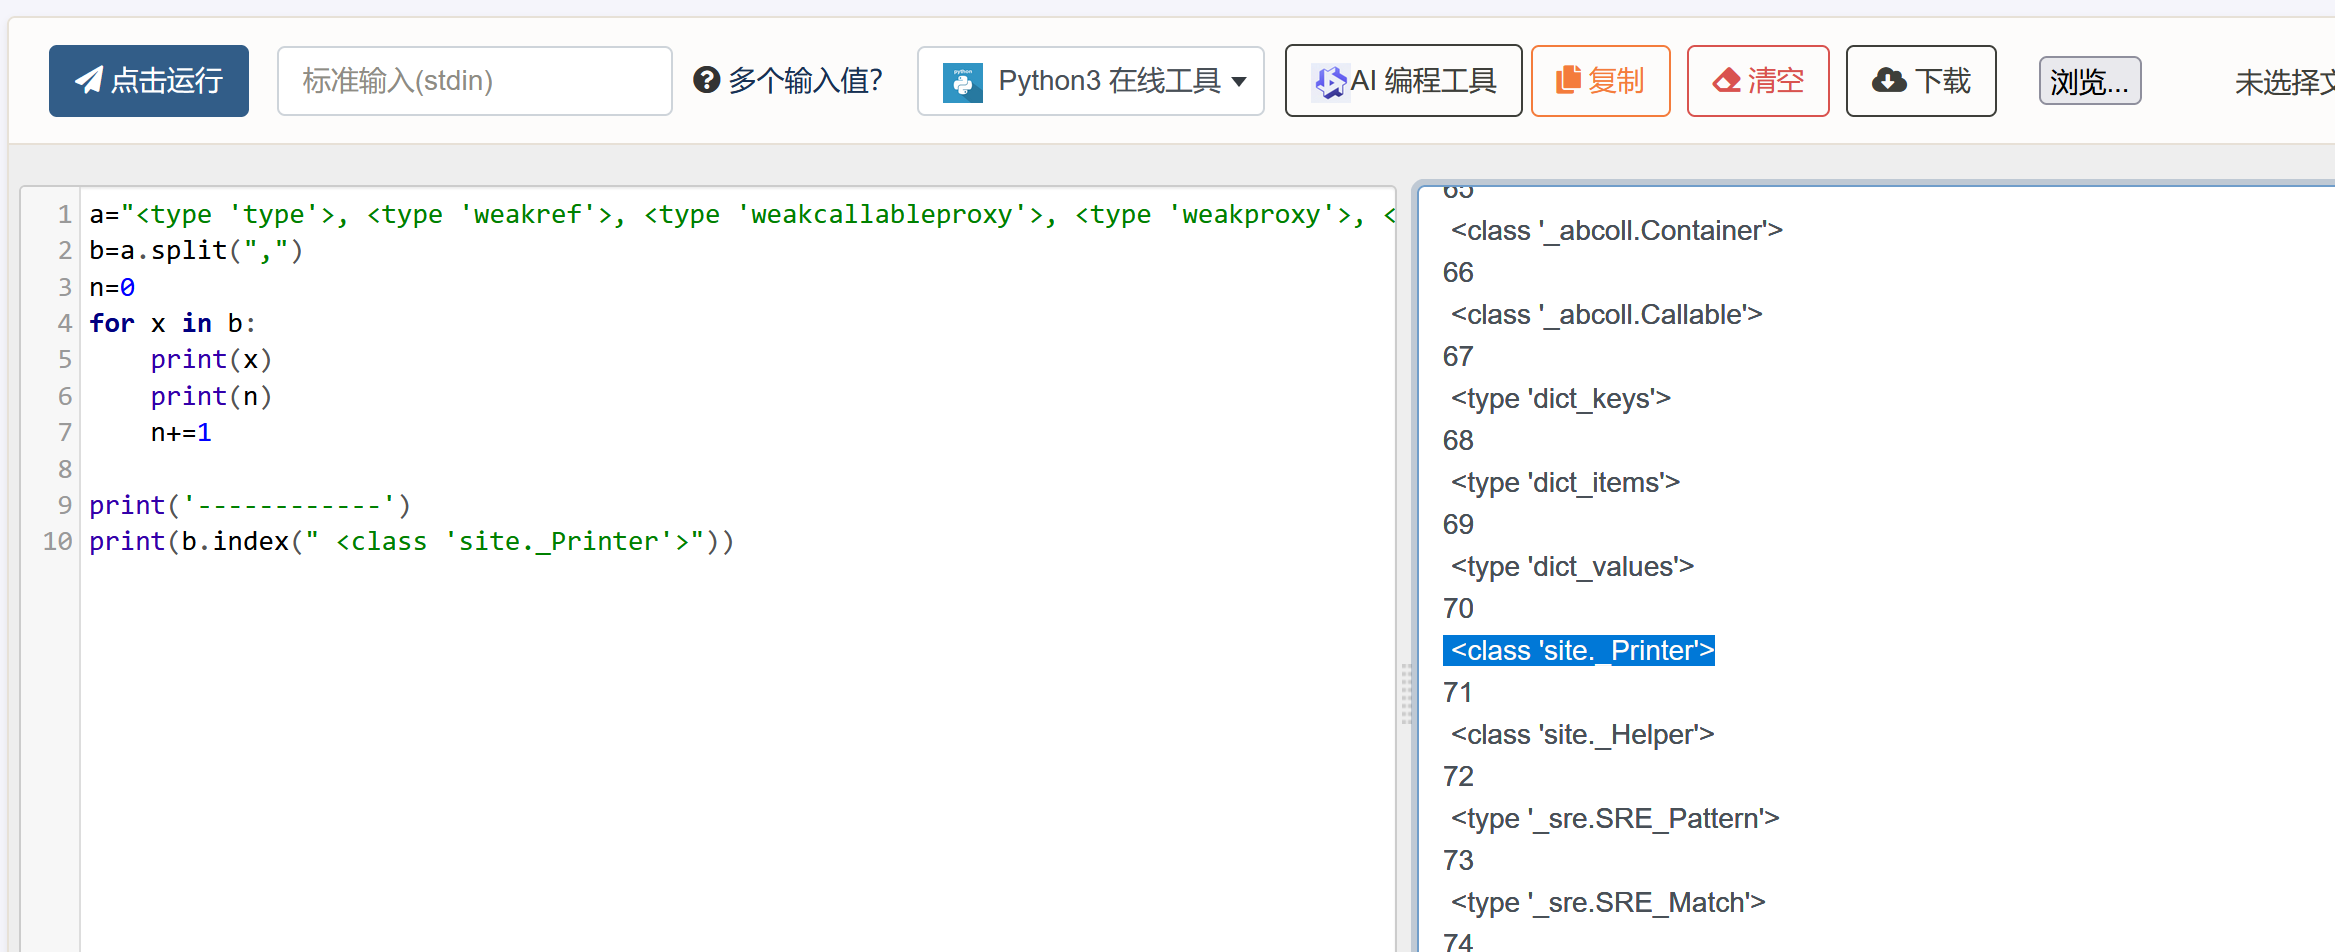 点击运行 标准输入(stdin) 多个输入值? python Python3 在线工具 AI 编程工具 复制 清空 下载 浏览... 未选择文
1 a="<type 'type'>, <type 'weakref'>, <type 'weakcallableproxy'>, <type 'weakproxy'>, <
2 b=a.split(",")
3 n=0
4 for x in b:
5     print(x)
6     print(n)
7     n+=1
8
9 print('------------')
10 print(b.index(" <class 'site._Printer'>"))
65
<class '_abcoll.Container'>
66
<class '_abcoll.Callable'>
67
<type 'dict_keys'>
68
<type 'dict_items'>
69
<type 'dict_values'>
70
<class 'site._Printer'>
71
<class 'site._Helper'>
72
<type '_sre.SRE_Pattern'>
73
<type '_sre.SRE_Match'>
74